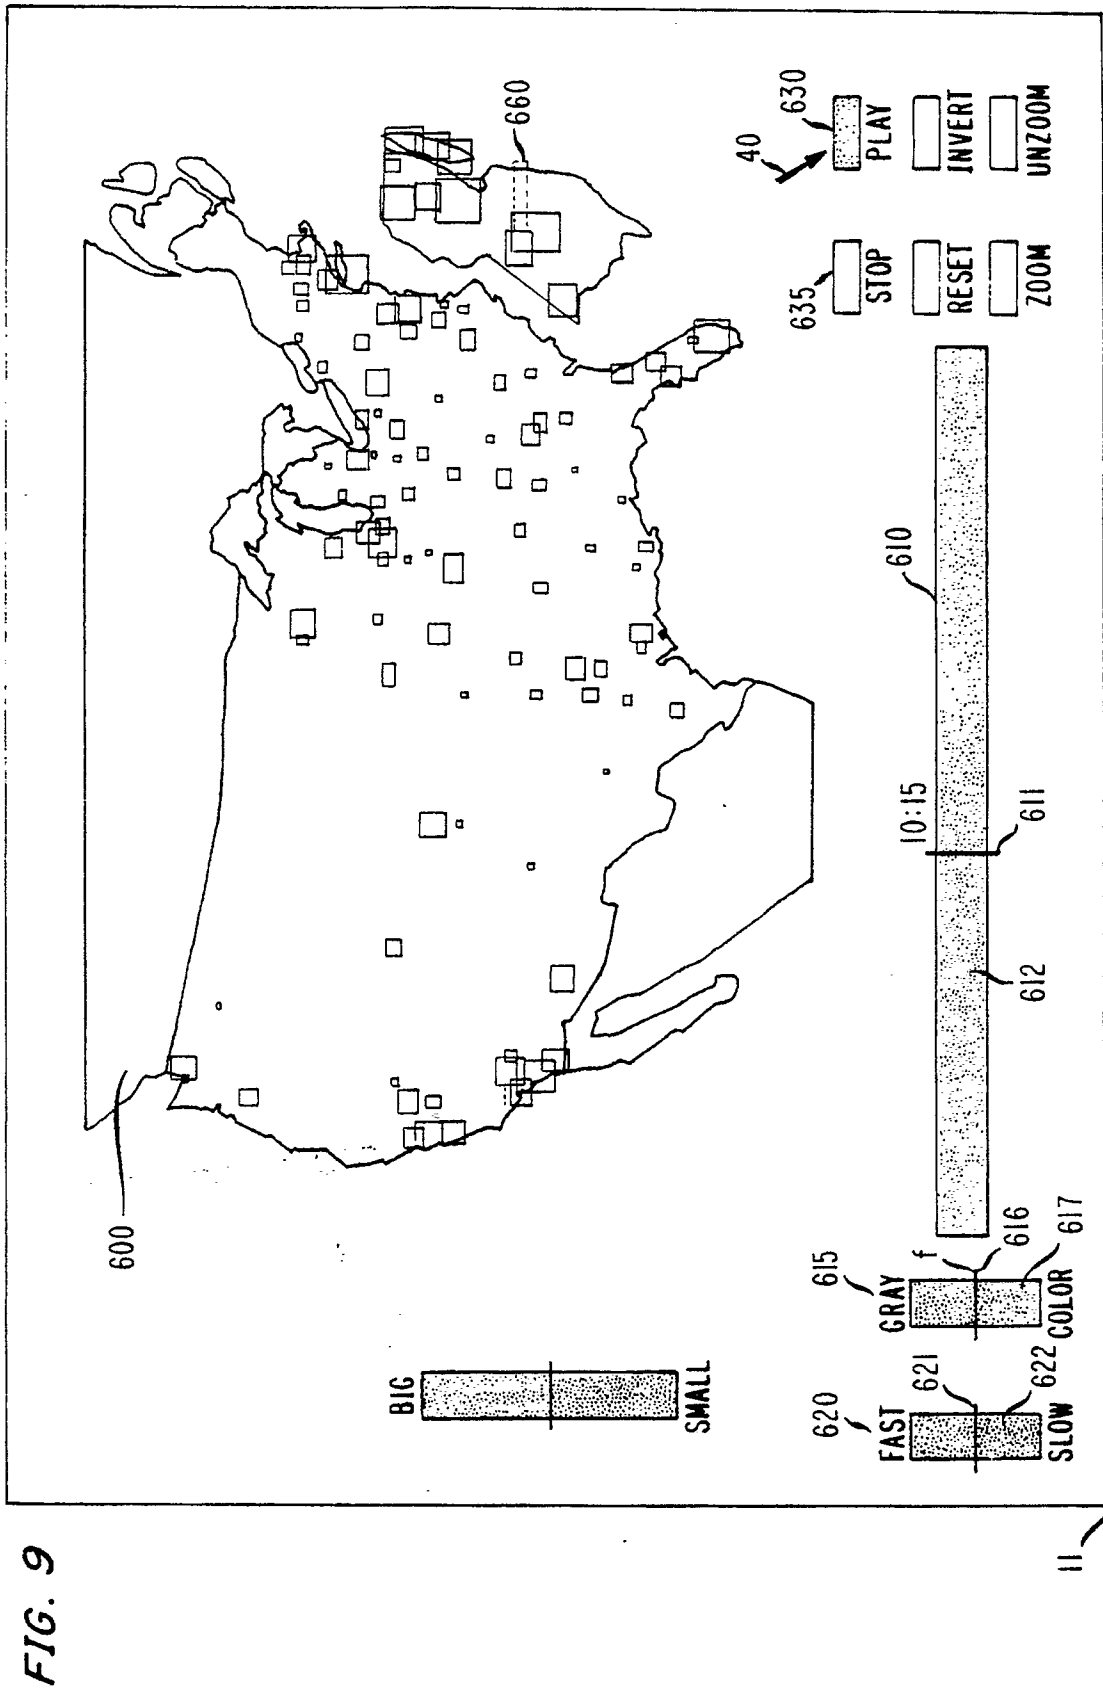 FIG. 9
11
600
660
BIG
SMALL
620
FAST
621
622
SLOW
615
GRAY
f
616
617
COLOR
10:15
610
611
612
40
635
STOP
630
PLAY
RESET
INVERT
ZOOM
UNZOOM